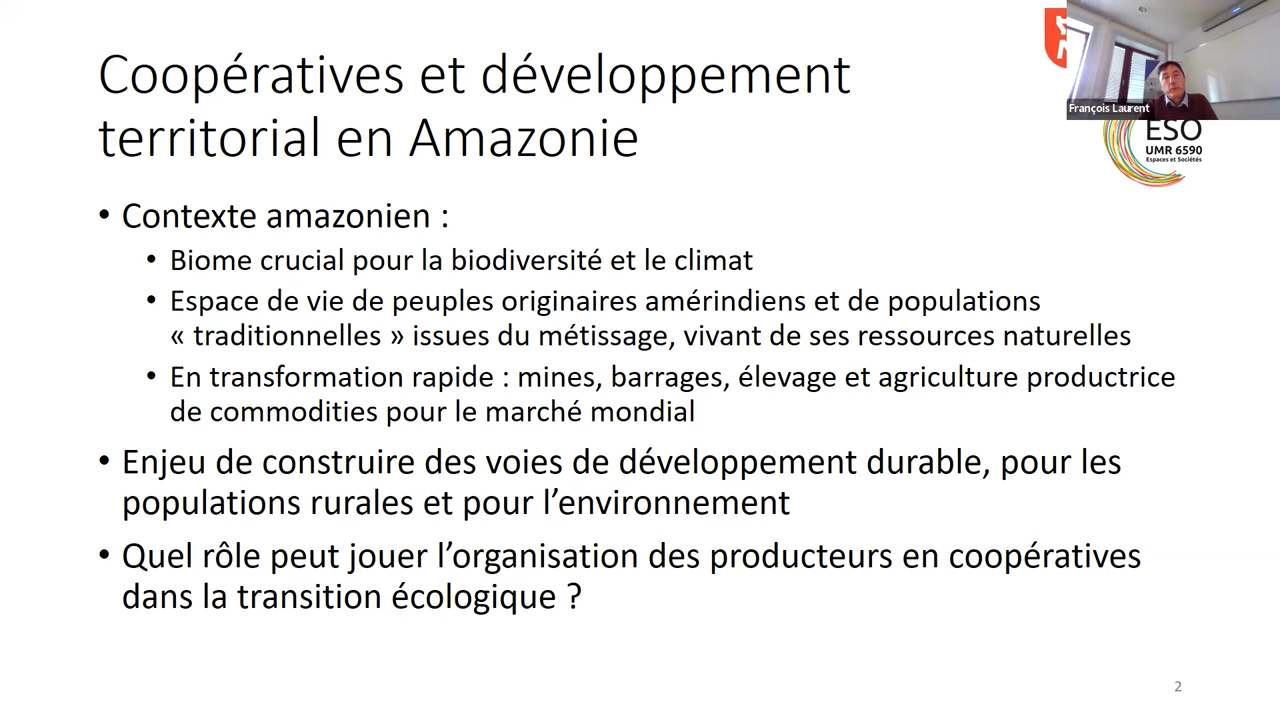 Coopératives et développement
territorial en Amazonie
François Laurent
ESO
UMR 6590
Espaces et Sociétés
• Contexte amazonien :
• Biome crucial pour la biodiversité et le climat
• Espace de vie de peuples originaires amérindiens et de populations
« traditionnelles » issues du métissage, vivant de ses ressources naturelles
• En transformation rapide : mines, barrages, élevage et agriculture productrice
de commodities pour le marché mondial
• Enjeu de construire des voies de développement durable, pour les
populations rurales et pour l’environnement
• Quel rôle peut jouer l’organisation des producteurs en coopératives
dans la transition écologique ?
2